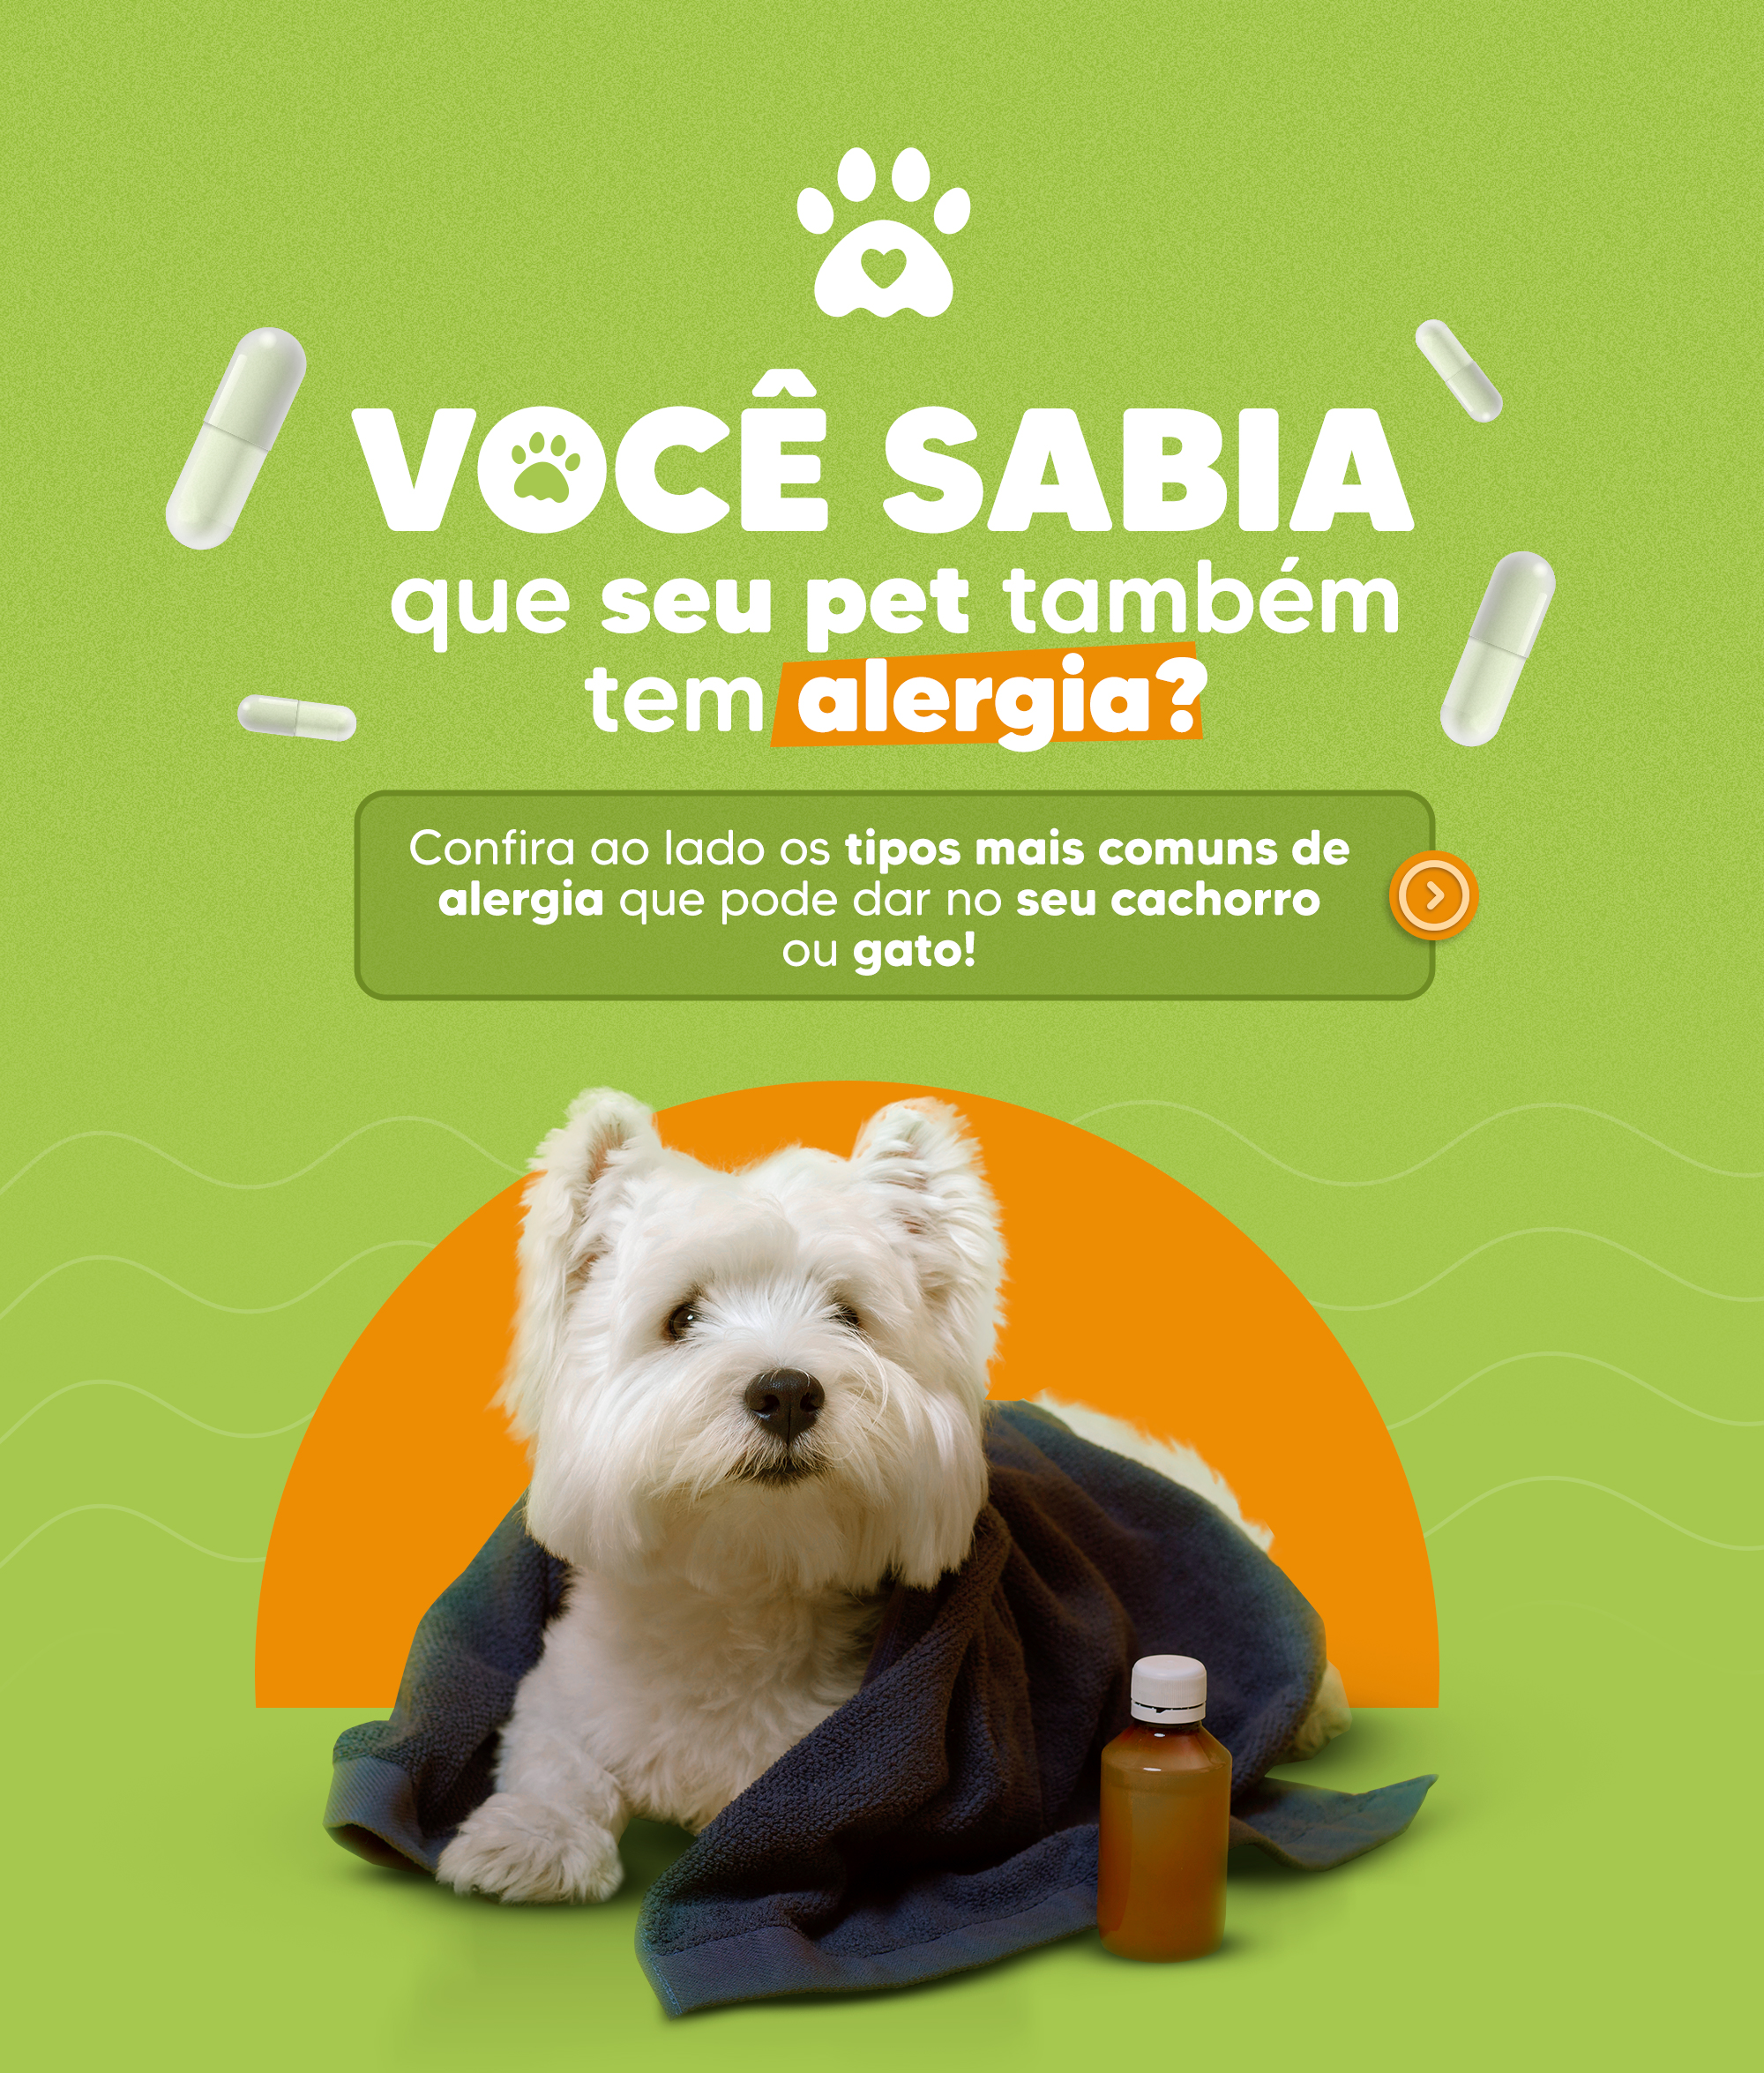 VOCÊ SABIA
que seu pet também
tem alergia?
Confira ao lado os tipos mais comuns de
alergia que pode dar no seu cachorro
ou gato!